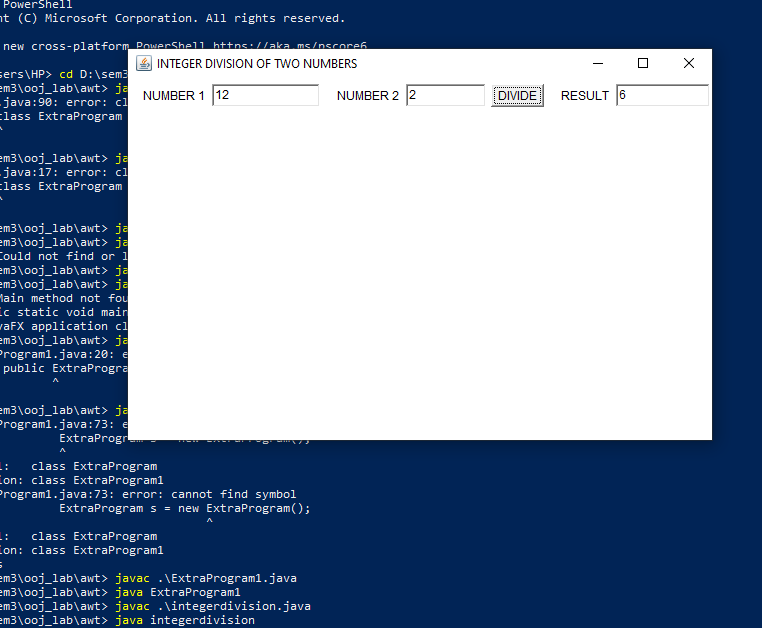 PowerShell
nt (C) Microsoft Corporation. All rights reserved.
new cross-platform PowerShell https://aka.ms/pscore6
sers\HP> cd D:\sem3
em3\ooj_lab\awt> ja
.java:90: error: cl
class ExtraProgram
^
em3\ooj_lab\awt> ja
.java:17: error: cl
class ExtraProgram
^
em3\ooj_lab\awt> ja
em3\ooj_lab\awt> ja
Could not find or l
em3\ooj_lab\awt> ja
em3\ooj_lab\awt> ja
Main method not fou
ic static void main
vaFX application cl
em3\ooj_lab\awt> ja
Program1.java:20: e
public ExtraProgra
^
em3\ooj_lab\awt> ja
Program1.java:73: e
ExtraProgram s = new ExtraProgram();
^
l: class ExtraProgram
ion: class ExtraProgram1
Program1.java:73: error: cannot find symbol
ExtraProgram s = new ExtraProgram();
^
l: class ExtraProgram
ion: class ExtraProgram1
s
em3\ooj_lab\awt> javac .\ExtraProgram1.java
em3\ooj_lab\awt> java ExtraProgram1
em3\ooj_lab\awt> javac .\integerdivision.java
em3\ooj_lab\awt> java integerdivision
INTEGER DIVISION OF TWO NUMBERS
NUMBER 1 12 NUMBER 2 2 DIVIDE RESULT 6